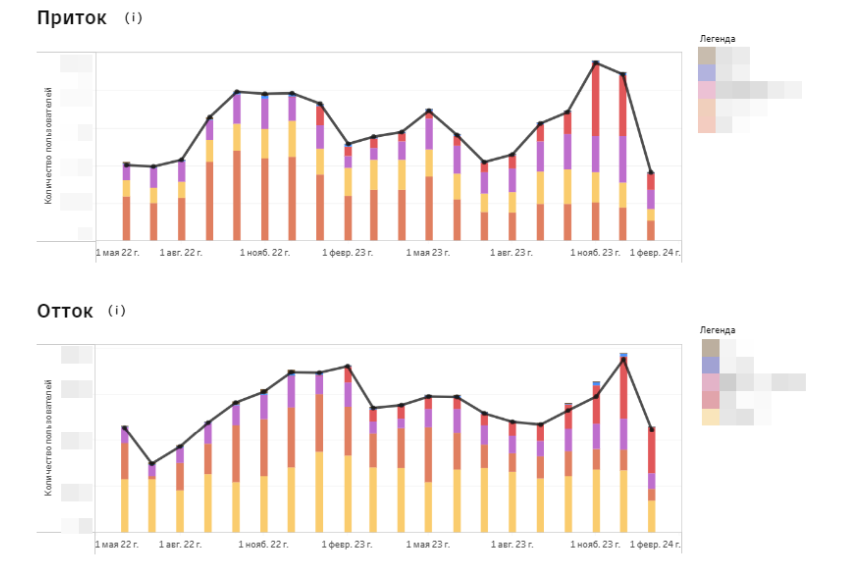 Приток (i)
Легенда
Количество пользователей
1 мая 22 г. 1 авг. 22 г. 1 нояб. 22 г. 1 февр. 23 г. 1 мая 23 г. 1 авг. 23 г. 1 нояб. 23 г. 1 февр. 24 г.
Отток (i)
Легенда
Количество пользователей
1 мая 22 г. 1 авг. 22 г. 1 нояб. 22 г. 1 февр. 23 г. 1 мая 23 г. 1 авг. 23 г. 1 нояб. 23 г. 1 февр. 24 г.